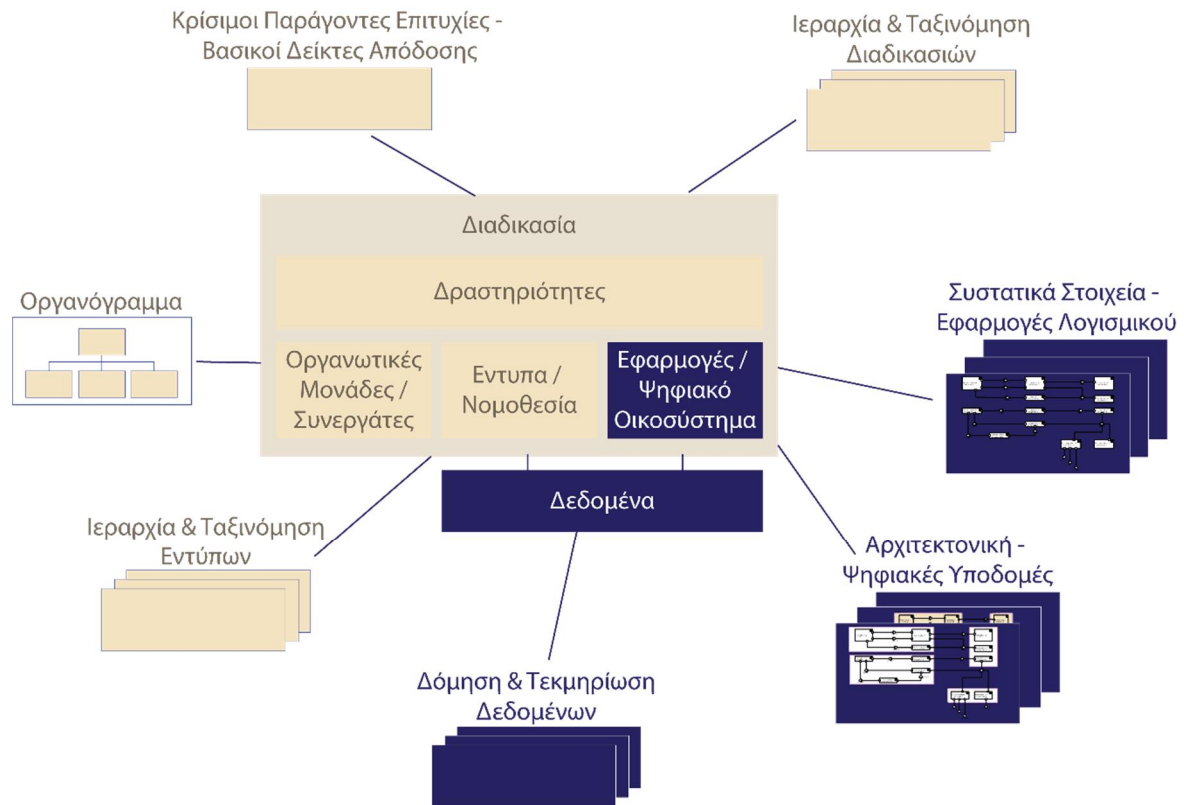 Κρίσιμοι Παράγοντες Επιτυχίες -
Βασικοί Δείκτες Απόδοσης
Ιεραρχία & Ταξινόμηση
Διαδικασιών
Διαδικασία
Δραστηριότητες
Οργανόγραμμα
Οργανωτικές
Μονάδες /
Συνεργάτες
Εντυπα /
Νομοθεσία
Εφαρμογές /
Ψηφιακό
Οικοσύστημα
Συστατικά Στοιχεία -
Εφαρμογές Λογισμικού
Δεδομένα
Ιεραρχία & Ταξινόμηση
Εντύπων
Αρχιτεκτονική -
Ψηφιακές Υποδομές
Δόμηση & Τεκμηρίωση
Δεδομένων